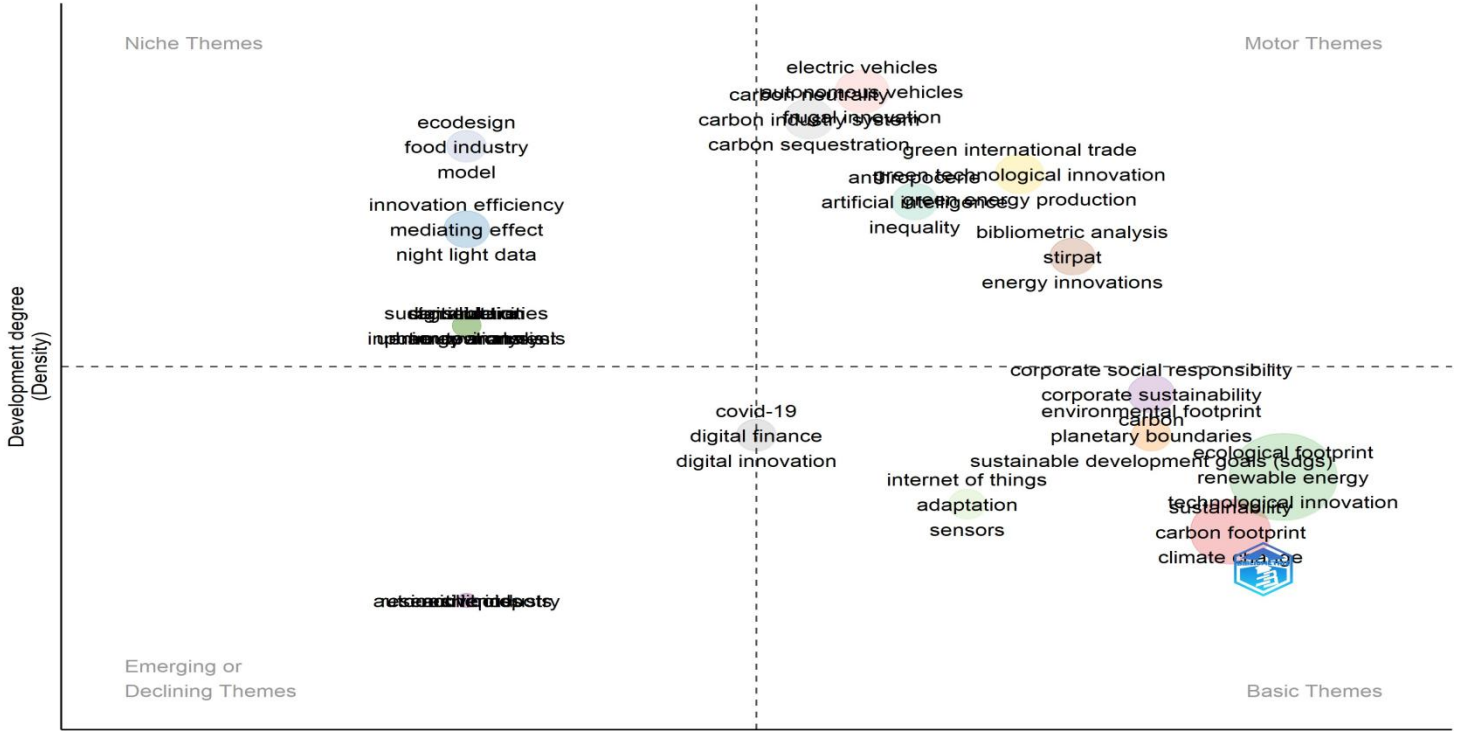 Niche Themes
Motor Themes
electric vehicles
autonomous vehicles
frugal innovation
carbon neutrality
carbon industry system
carbon sequestration
ecodesign
food industry
model
green international trade
green technological innovation
green energy production
anthropocene
artificial intelligence
inequality
innovation efficiency
mediating effect
night light data
bibliometric analysis
stirpat
energy innovations
Development degree
(Density)
corporate social responsibility
corporate sustainability
carbon
environmental footprint
planetary boundaries
sustainable development goals (sdgs)
covid-19
digital finance
digital innovation
ecological footprint
renewable energy
technological innovation
internet of things
adaptation
sensors
sustainability
carbon footprint
climate change
Emerging or
Declining Themes
Basic Themes